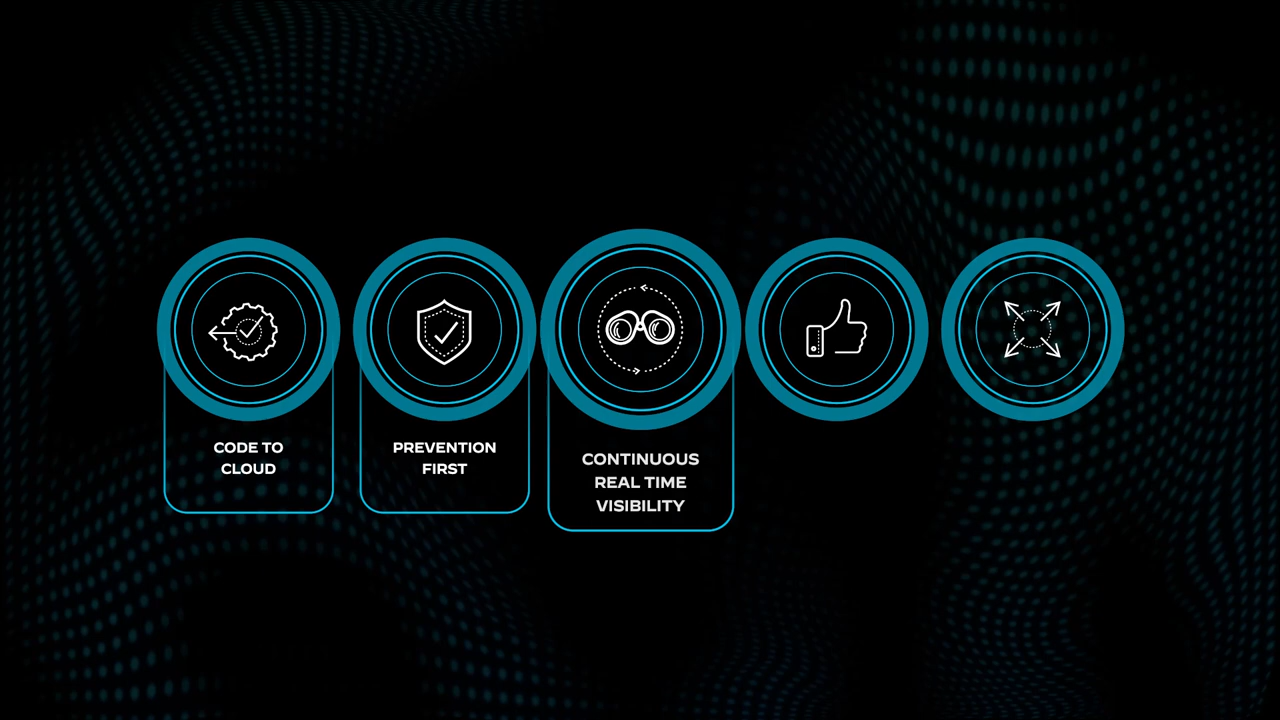 CODE TO
CLOUD
PREVENTION
FIRST
CONTINUOUS
REAL TIME
VISIBILITY